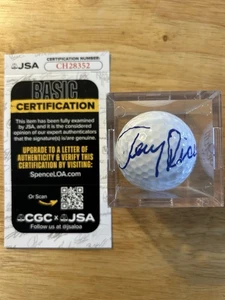 JSA
CERTIFICATION NUMBER:
CH28352
BASIC
CERTIFICATION
This item has been fully examined
by JSA, and it is the considered
opinion of our expert authenticators
that the signature(s) is/are genuine.
UPGRADE TO A LETTER OF
AUTHENTICITY & VERIFY THIS
CERTIFICATION BY VISITING:
SpenceLOA.com
Or Scan
CGC x JSA
Follow us @jsaloa